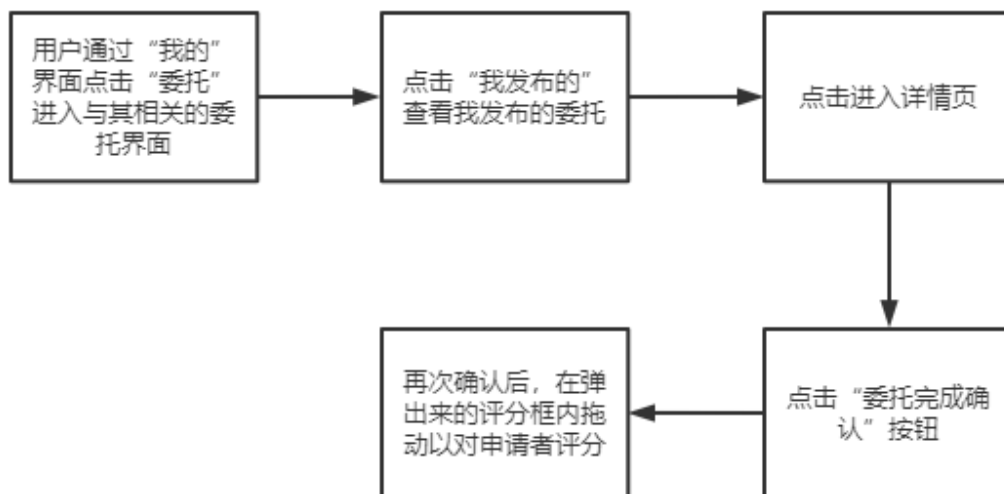 用户通过“我的”
界面点击“委托”
进入与其相关的委
托界面
点击“我发布的”
查看我发布的委托
点击进入详情页
点击“委托完成确
认”按钮
再次确认后，在弹
出来的评分框内拖
动以对申请者评分